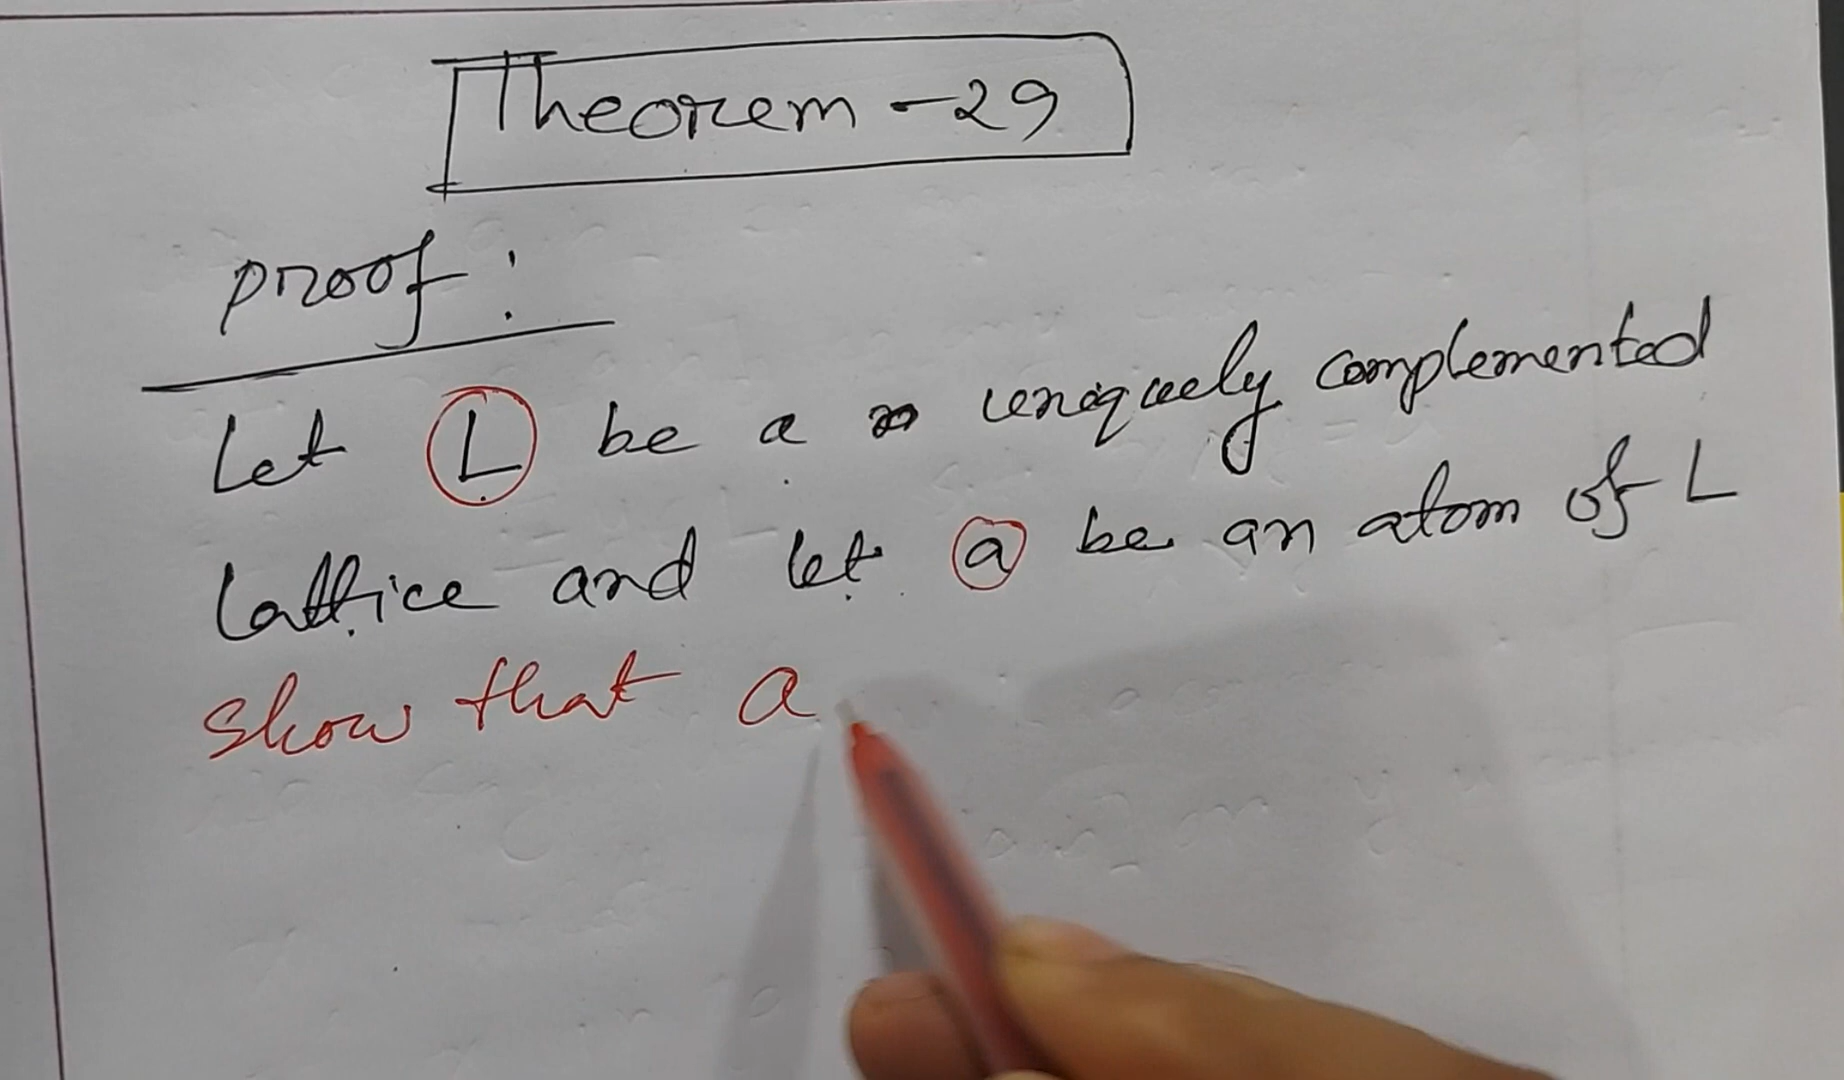 Theorem - 29
Proof :
Let L be a uniquely complemented
lattice and let a be an atom of L
show that a